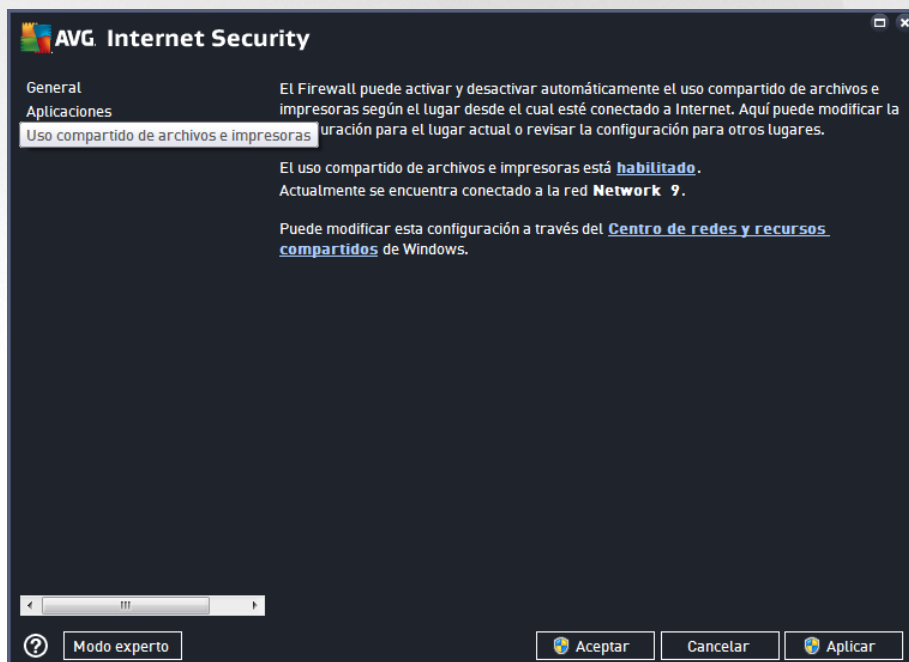 AVG Internet Security
General
Aplicaciones
Uso compartido de archivos e impresoras
El Firewall puede activar y desactivar automáticamente el uso compartido de archivos e
impresoras según el lugar desde el cual esté conectado a Internet. Aquí puede modificar la
uración para el lugar actual o revisar la configuración para otros lugares.
El uso compartido de archivos e impresoras está habilitado.
Actualmente se encuentra conectado a la red Network 9.
Puede modificar esta configuración a través del Centro de redes y recursos
compartidos de Windows.
Modo experto
Aceptar
Cancelar
Aplicar